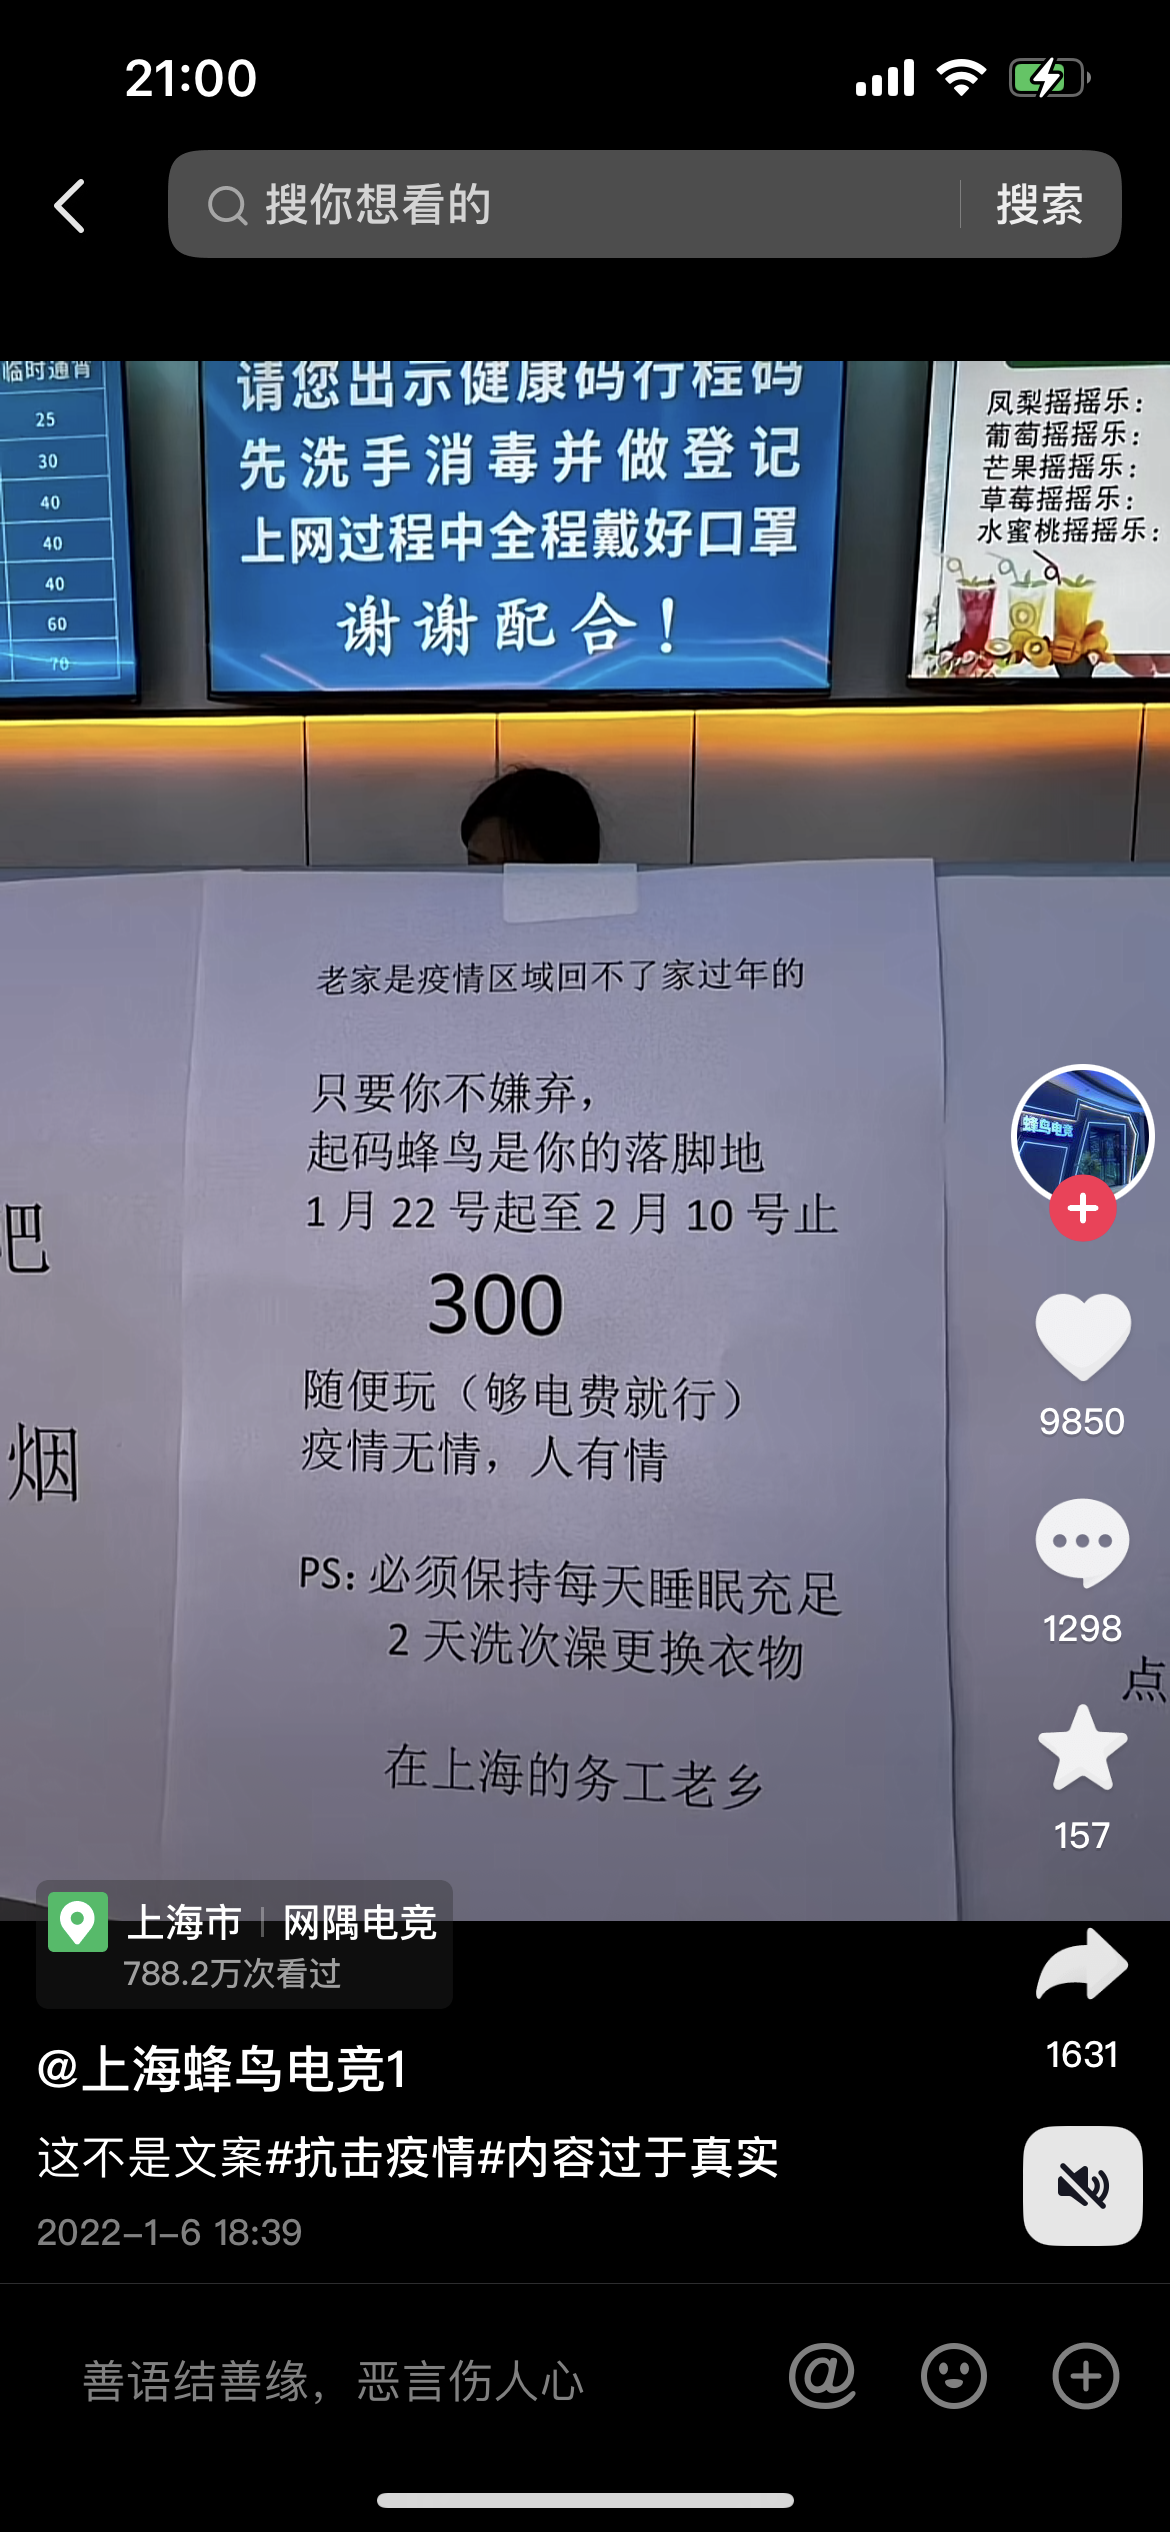 21:00
搜你想看的
搜索
临时通宵
25
30
40
40
40
60
70
请您出示健康码行程码
先洗手消毒并做登记
上网过程中全程戴好口罩
谢谢配合！
凤梨摇摇乐：
葡萄摇摇乐：
芒果摇摇乐：
草莓摇摇乐：
水蜜桃摇摇乐：
老家是疫情区域回不了家过年的
只要你不嫌弃，
起码蜂鸟是你的落脚地
1月22号起至2月10号止
300
随便玩（够电费就行）
疫情无情，人有情
PS：必须保持每天睡眠充足
2天洗次澡更换衣物
在上海的务工老乡
吧
烟
点
蜂鸟电竞
9850
1298
157
1631
上海市 | 网隅电竞
788.2万次看过
@上海蜂鸟电竞1
这不是文案#抗击疫情#内容过于真实
2022-1-6 18:39
善语结善缘，恶言伤人心